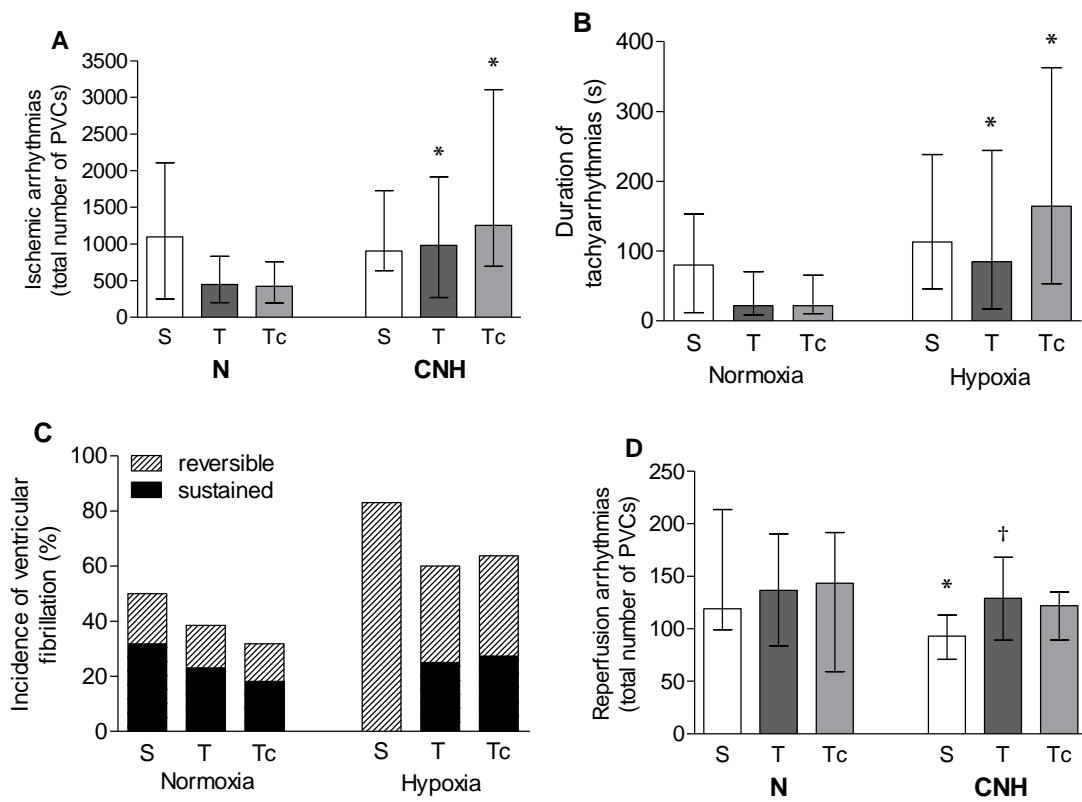 A
Ischemic arrhythmias
(total number of PVCs)
3500
3000
2500
2000
1500
1000
500
0
*
*
S T Tc S T Tc
N CNH
B
Duration of
tachyarrhythmias (s)
400
300
200
100
0
*
*
S T Tc S T Tc
Normoxia Hypoxia
C
Incidence of ventricular
fibrillation (%)
100
80
60
40
20
0
reversible
sustained
S T Tc S T Tc
Normoxia Hypoxia
D
Reperfusion arrhythmias
(total number of PVCs)
250
200
150
100
50
0
*
†
S T Tc S T Tc
N CNH